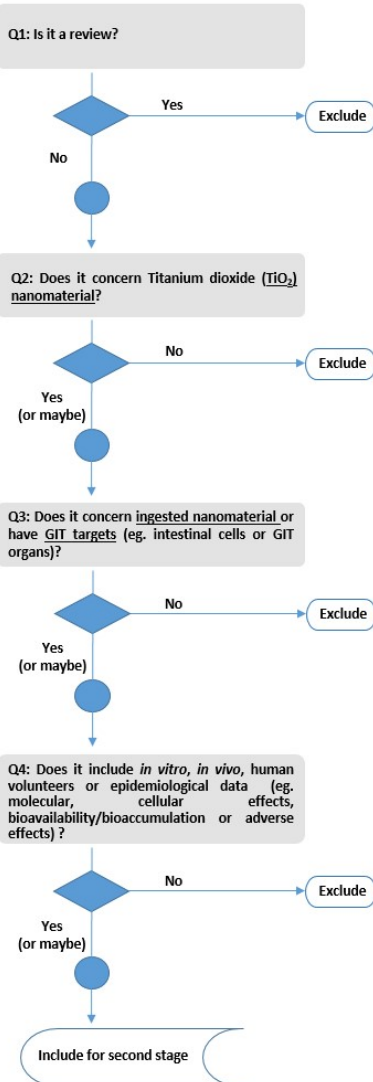 Q1: Is it a review?
Yes
Exclude
No
Q2: Does it concern Titanium dioxide (TiO₂)
nanomaterial?
No
Exclude
Yes
(or maybe)
Q3: Does it concern ingested nanomaterial or
have GIT targets (eg. intestinal cells or GIT
organs)?
No
Exclude
Yes
(or maybe)
Q4: Does it include in vitro, in vivo, human
volunteers or epidemiological data (eg.
molecular, cellular effects,
bioavailability/bioaccumulation or adverse
effects) ?
No
Exclude
Yes
(or maybe)
Include for second stage